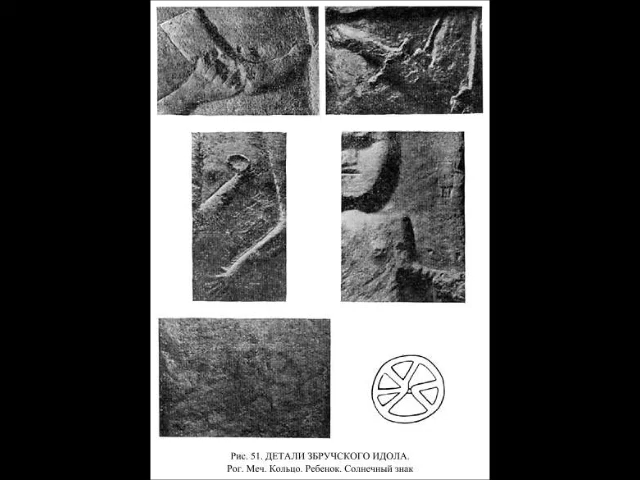 Рис. 51. ДЕТАЛИ ЗБРУЧСКОГО ИДОЛА.
Рог. Меч. Кольцо. Ребенок. Солнечный знак